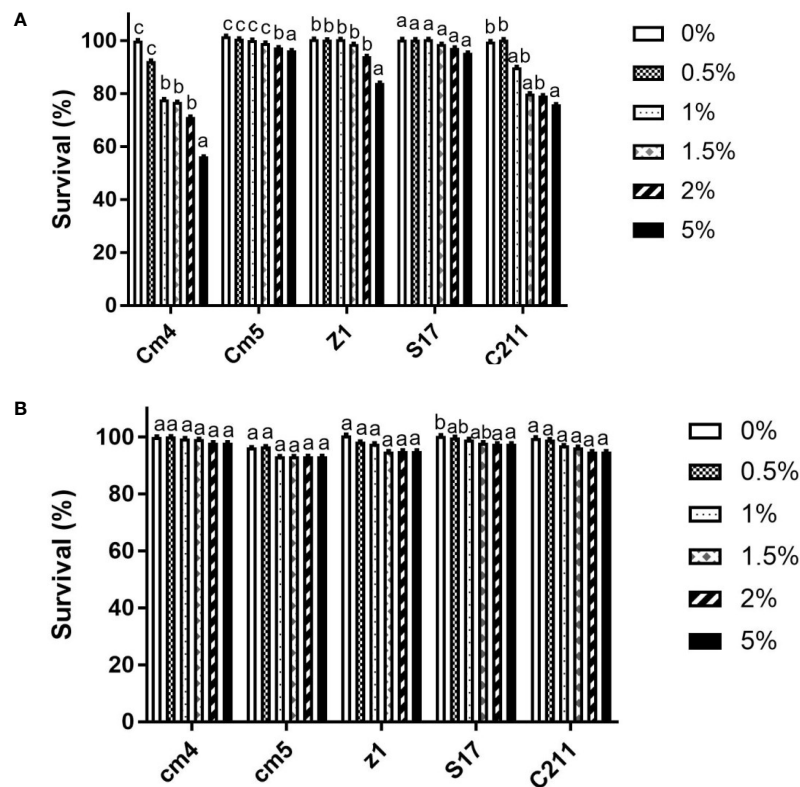 A
Survival (%)
100
80
60
40
20
0
c c b b b a
c c c c b a
b b b b b a
a a a a a a
b b ab ab ab a
Cm4 Cm5 Z1 S17 C211
0%
0.5%
1%
1.5%
2%
5%
B
Survival (%)
100
80
60
40
20
0
a a a a a a
a a a a a a
a a a a a a
b ab a ab a a
a a a a a a
cm4 cm5 z1 S17 C211
0%
0.5%
1%
1.5%
2%
5%